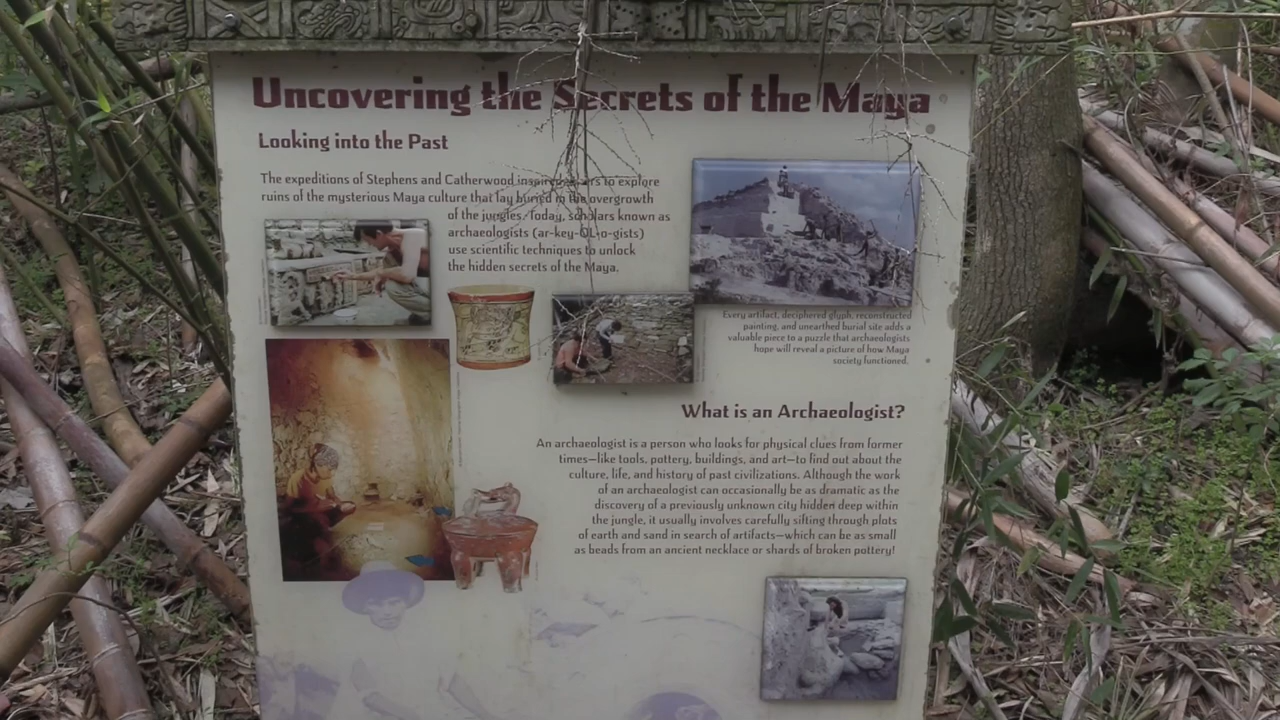 Uncovering the Secrets of the Maya
Looking into the Past
The expeditions of Stephens and Catherwood inspired others to explore
ruins of the mysterious Maya culture that lay buried in the overgrowth
of the jungles. Today, scholars known as
archaeologists (ar-key-OL-o-gists)
use scientific techniques to unlock
the hidden secrets of the Maya.
Every artifact, deciphered glyph, reconstructed
painting, and unearthed burial site adds a
valuable piece to a puzzle that archaeologists
hope will reveal a picture of how Maya
society functioned.
What is an Archaeologist?
An archaeologist is a person who looks for physical clues from former
times—like tools, pottery, buildings, and art—to find out about the
culture, life, and history of past civilizations. Although the work
of an archaeologist can occasionally be as dramatic as the
discovery of a previously unknown city hidden deep within
the jungle, it usually involves carefully sifting through plots
of earth and sand in search of artifacts—which can be as small
as beads from an ancient necklace or shards of broken pottery!